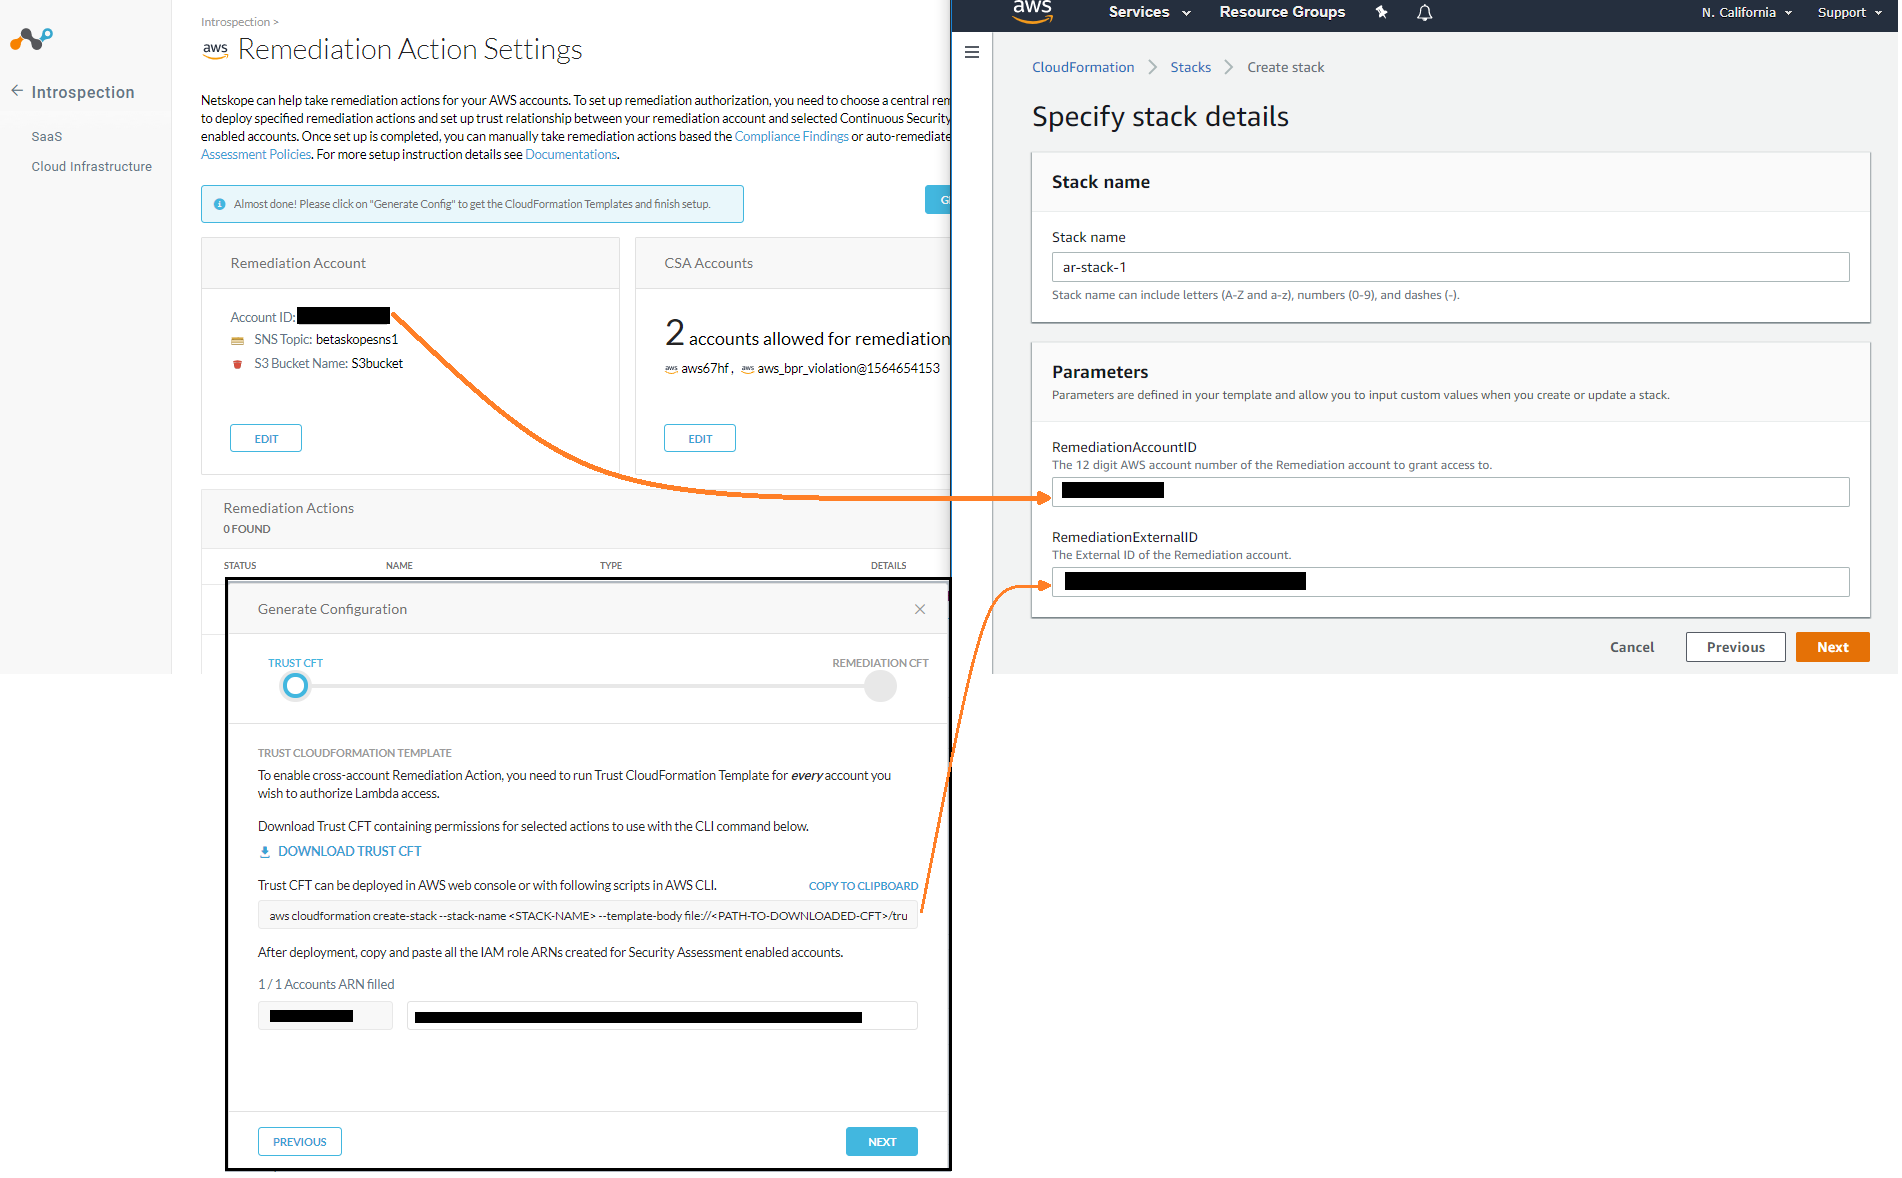 Introspection
SaaS
Cloud Infrastructure
Introspection >
aws Remediation Action Settings
Netskope can help take remediation actions for your AWS accounts. To set up remediation authorization, you need to choose a central
to deploy specified remediation actions and set up trust relationship between your remediation account and selected Continuous Security
enabled accounts. Once set up is completed, you can manually take remediation actions based the Compliance Findings or auto-remediate
Assessment Policies. For more setup instruction details see Documentations.
Almost done! Please click on "Generate Config" to get the CloudFormation Templates and finish setup.
Remediation Account
Account ID:
SNS Topic: betaskopesns1
S3 Bucket Name: S3bucket
EDIT
CSA Accounts
2 accounts allowed for remediation
aws aws67hf, aws aws_bpr_violation@1564654153
EDIT
Remediation Actions
0 FOUND
STATUS NAME TYPE DETAILS
Generate Configuration
TRUST CFT REMEDIATION CFT
TRUST CLOUDFORMATION TEMPLATE
To enable cross-account Remediation Action, you need to run Trust CloudFormation Template for every account you
wish to authorize Lambda access.
Download Trust CFT containing permissions for selected actions to use with the CLI command below.
DOWNLOAD TRUST CFT
Trust CFT can be deployed in AWS web console or with following scripts in AWS CLI. COPY TO CLIPBOARD
aws cloudformation create-stack --stack-name <STACK-NAME> --template-body file://<PATH-TO-DOWNLOADED-CFT>/tru
After deployment, copy and paste all the IAM role ARNs created for Security Assessment enabled accounts.
1 / 1 Accounts ARN filled
PREVIOUS NEXT
aws Services Resource Groups N. California Support
CloudFormation Stacks Create stack
Specify stack details
Stack name
Stack name
ar-stack-1
Stack name can include letters (A-Z and a-z), numbers (0-9), and dashes (-).
Parameters
Parameters are defined in your template and allow you to input custom values when you create or update a stack.
RemediationAccountID
The 12 digit AWS account number of the Remediation account to grant access to.
RemediationExternalID
The External ID of the Remediation account.
Cancel Previous Next